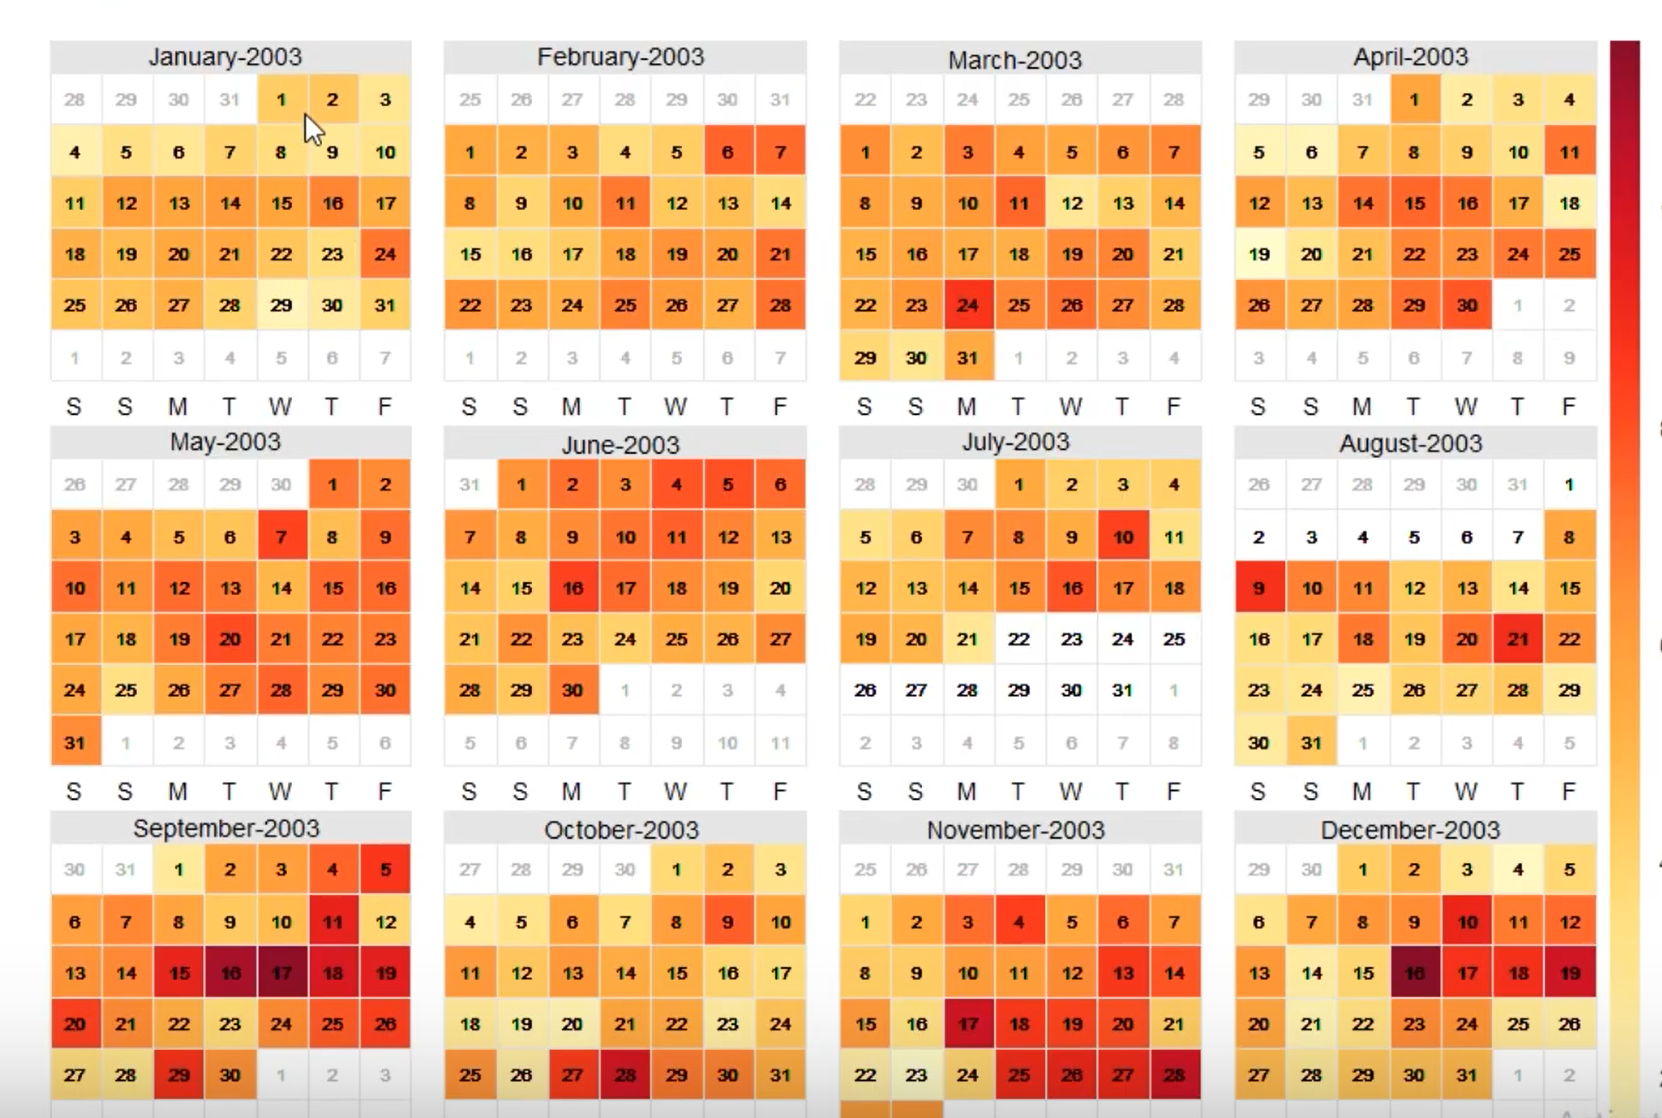 January-2003 February-2003 March-2003 April-2003
28 29 30 31 1 2 3 25 26 27 28 29 30 31 22 23 24 25 26 27 28 29 30 31 1 2 3 4
4 5 6 7 8 9 10 1 2 3 4 5 6 7 1 2 3 4 5 6 7 5 6 7 8 9 10 11
11 12 13 14 15 16 17 8 9 10 11 12 13 14 8 9 10 11 12 13 14 12 13 14 15 16 17 18
18 19 20 21 22 23 24 15 16 17 18 19 20 21 15 16 17 18 19 20 21 19 20 21 22 23 24 25
25 26 27 28 29 30 31 22 23 24 25 26 27 28 22 23 24 25 26 27 28 26 27 28 29 30 1 2
1 2 3 4 5 6 7 1 2 3 4 5 6 7 29 30 31 1 2 3 4 3 4 5 6 7 8 9
S S M T W T F S S M T W T F S S M T W T F S S M T W T F
May-2003 June-2003 July-2003 August-2003
26 27 28 29 30 1 2 31 1 2 3 4 5 6 28 29 30 1 2 3 4 26 27 28 29 30 31 1
3 4 5 6 7 8 9 7 8 9 10 11 12 13 5 6 7 8 9 10 11 2 3 4 5 6 7 8
10 11 12 13 14 15 16 14 15 16 17 18 19 20 12 13 14 15 16 17 18 9 10 11 12 13 14 15
17 18 19 20 21 22 23 21 22 23 24 25 26 27 19 20 21 22 23 24 25 16 17 18 19 20 21 22
24 25 26 27 28 29 30 28 29 30 1 2 3 4 26 27 28 29 30 31 1 23 24 25 26 27 28 29
31 1 2 3 4 5 6 5 6 7 8 9 10 11 2 3 4 5 6 7 8 30 31 1 2 3 4 5
S S M T W T F S S M T W T F S S M T W T F S S M T W T F
September-2003 October-2003 November-2003 December-2003
30 31 1 2 3 4 5 27 28 29 30 1 2 3 25 26 27 28 29 30 31 29 30 1 2 3 4 5
6 7 8 9 10 11 12 4 5 6 7 8 9 10 1 2 3 4 5 6 7 6 7 8 9 10 11 12
13 14 15 16 17 18 19 11 12 13 14 15 16 17 8 9 10 11 12 13 14 13 14 15 16 17 18 19
20 21 22 23 24 25 26 18 19 20 21 22 23 24 15 16 17 18 19 20 21 20 21 22 23 24 25 26
27 28 29 30 1 2 3 25 26 27 28 29 30 31 22 23 24 25 26 27 28 27 28 29 30 31 1 2